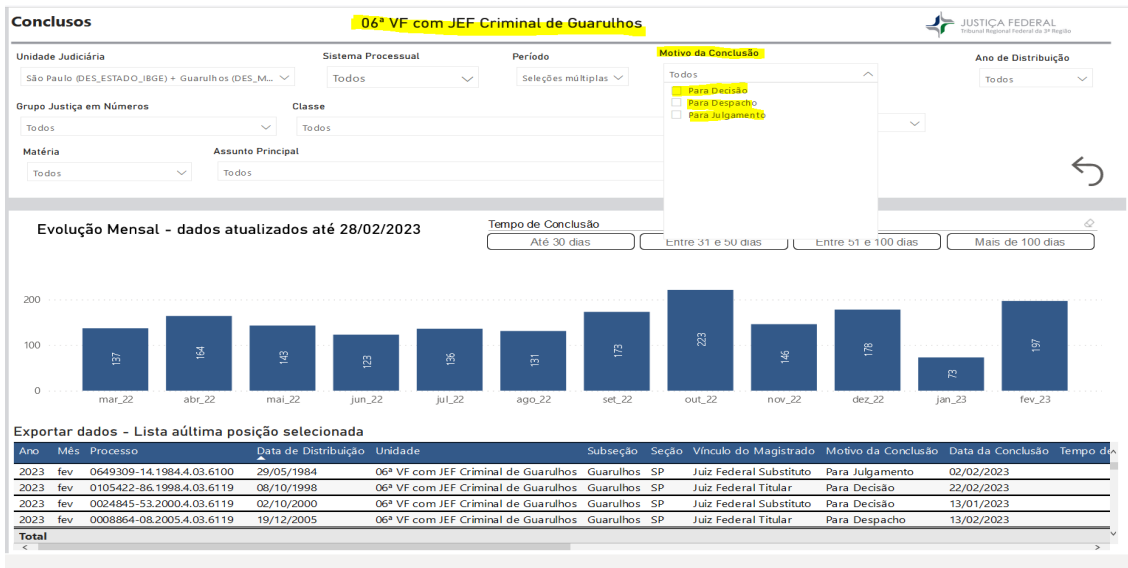 Conclusos
06ª VF com JEF Criminal de Guarulhos
JUSTIÇA FEDERAL
Tribunal Regional Federal da 3ª Região
Unidade Judiciária
Sistema Processual
Período
Motivo da Conclusão
Ano de Distribuição
São Paulo (DES_ESTADO_IBGE) + Guarulhos (DES_M...
Todos
Seleções múltiplas
Todos
Todos
Para Decisão
Para Despacho
Para Julgamento
Grupo Justiça em Números
Classe
Todos
Todos
Matéria
Assunto Principal
Todos
Todos
Evolução Mensal - dados atualizados até 28/02/2023
Tempo de Conclusão
Até 30 dias
Entre 31 e 50 dias
Entre 51 e 100 dias
Mais de 100 dias
200
100
0
137
164
143
123
136
131
173
223
146
178
73
197
mar_22 abr_22 mai_22 jun_22 jul_22 ago_22 set_22 out_22 nov_22 dez_22 jan_23 fev_23
Exportar dados - Lista aúltima posição selecionada
Ano Mês Processo Data de Distribuição Unidade Subseção Seção Vínculo do Magistrado Motivo da Conclusão Data da Conclusão Tempo de
2023 fev 0649309-14.1984.4.03.6100 29/05/1984 06ª VF com JEF Criminal de Guarulhos Guarulhos SP Juiz Federal Substituto Para Julgamento 02/02/2023
2023 fev 0105422-86.1998.4.03.6119 08/10/1998 06ª VF com JEF Criminal de Guarulhos Guarulhos SP Juiz Federal Titular Para Decisão 22/02/2023
2023 fev 0024845-53.2000.4.03.6119 02/10/2000 06ª VF com JEF Criminal de Guarulhos Guarulhos SP Juiz Federal Substituto Para Decisão 13/01/2023
2023 fev 0008864-08.2005.4.03.6119 19/12/2005 06ª VF com JEF Criminal de Guarulhos Guarulhos SP Juiz Federal Titular Para Despacho 13/02/2023
Total